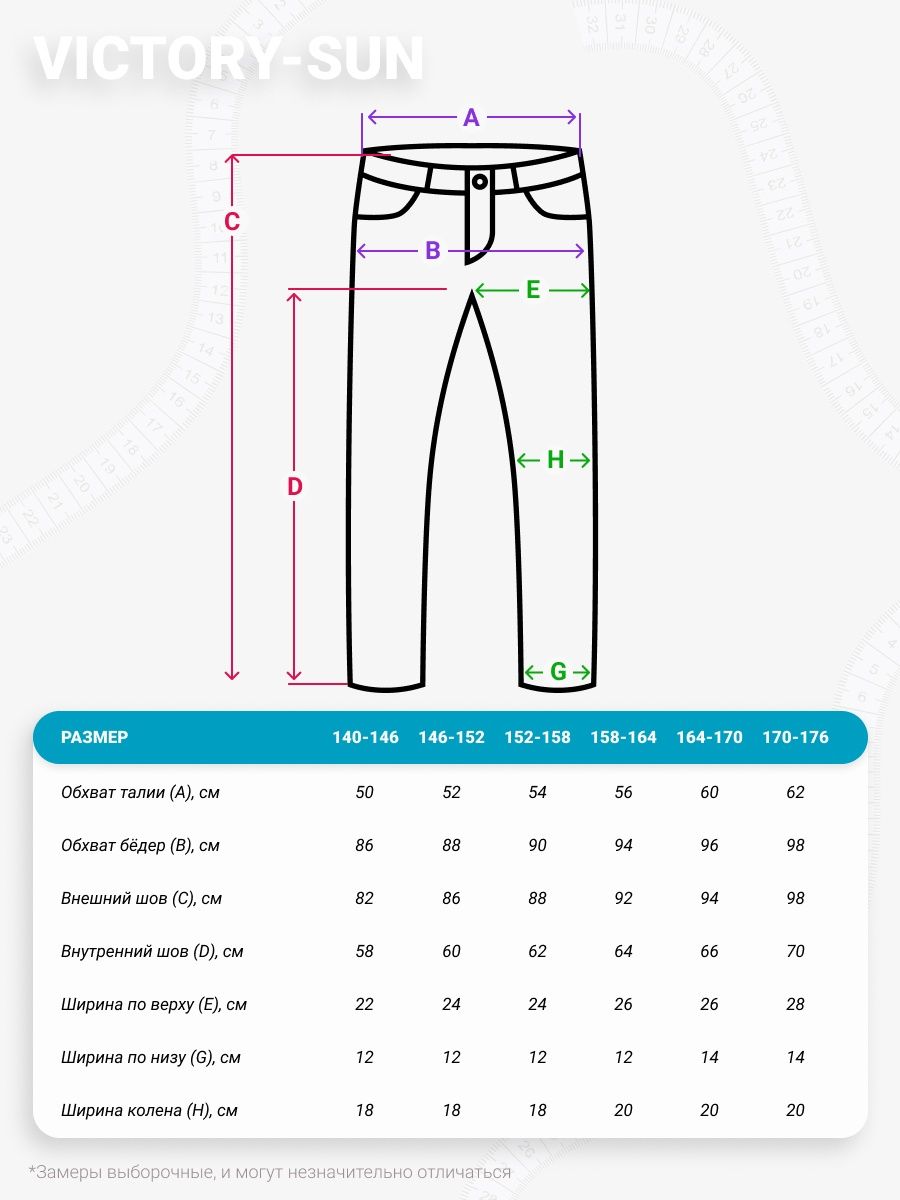 VICTORY-SUN
A
C
B
E
H
D
G
РАЗМЕР 140-146 146-152 152-158 158-164 164-170 170-176
Обхват талии (A), см 50 52 54 56 60 62
Обхват бёдер (B), см 86 88 90 94 96 98
Внешний шов (C), см 82 86 88 92 94 98
Внутренний шов (D), см 58 60 62 64 66 70
Ширина по верху (E), см 22 24 24 26 26 28
Ширина по низу (G), см 12 12 12 12 14 14
Ширина колена (H), см 18 18 18 20 20 20
*Замеры выборочные, и могут незначительно отличаться